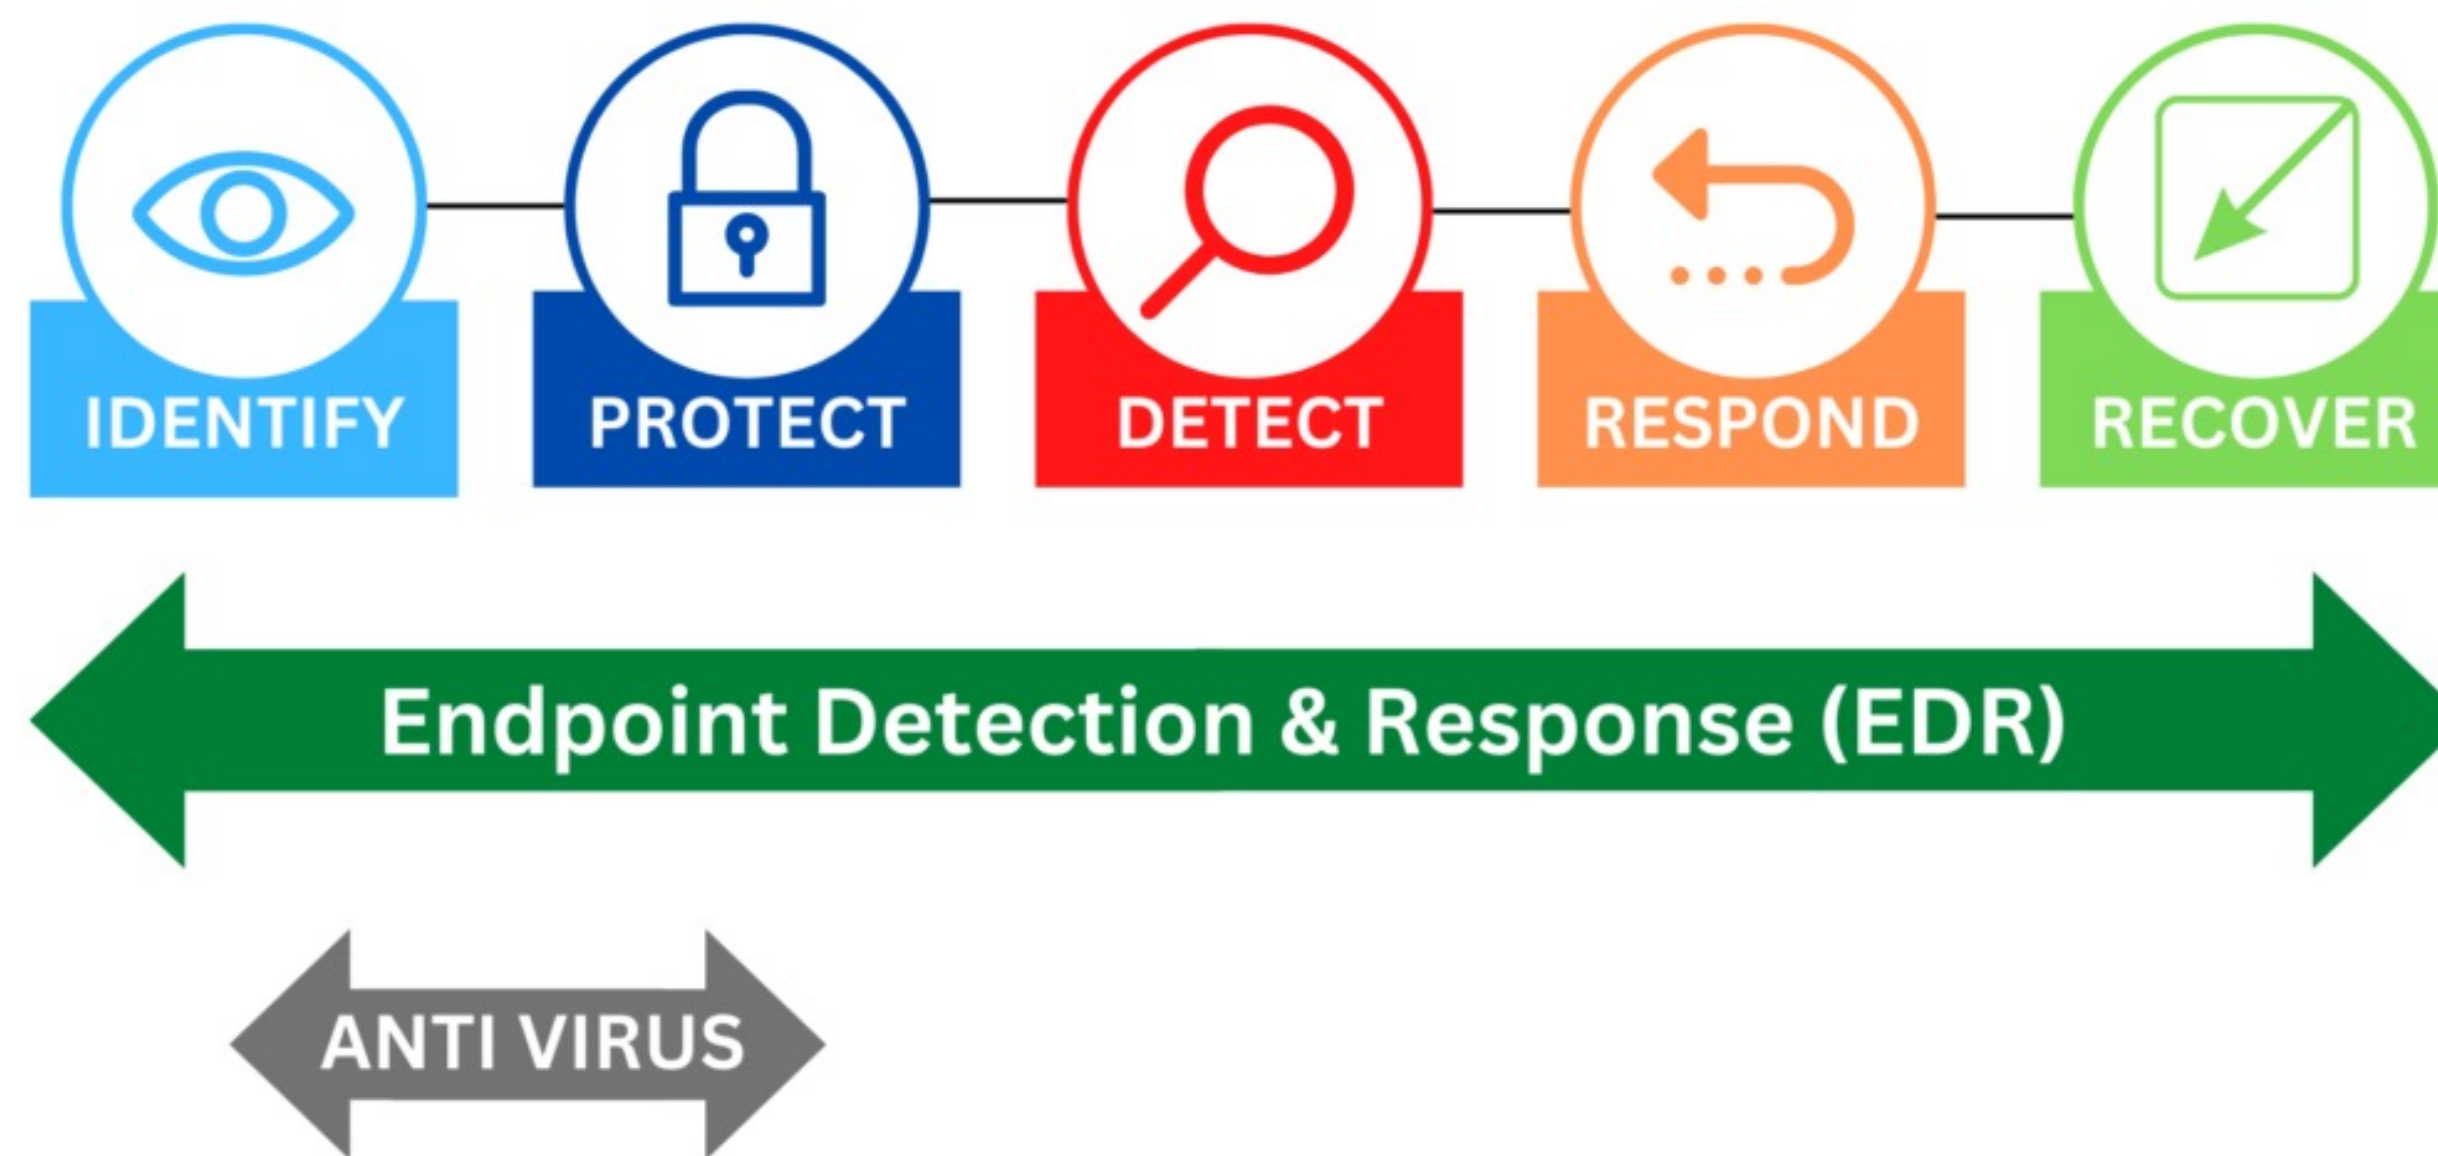 IDENTIFY
PROTECT
DETECT
RESPOND
RECOVER
Endpoint Detection & Response (EDR)
ANTI VIRUS